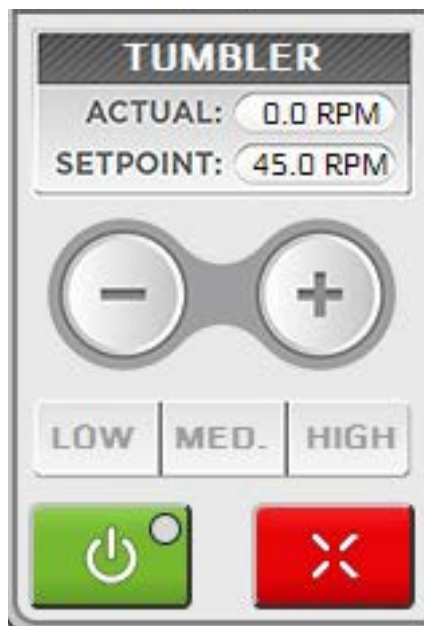 TUMBLER
ACTUAL: 0.0 RPM
SETPOINT: 45.0 RPM
LOW MED. HIGH